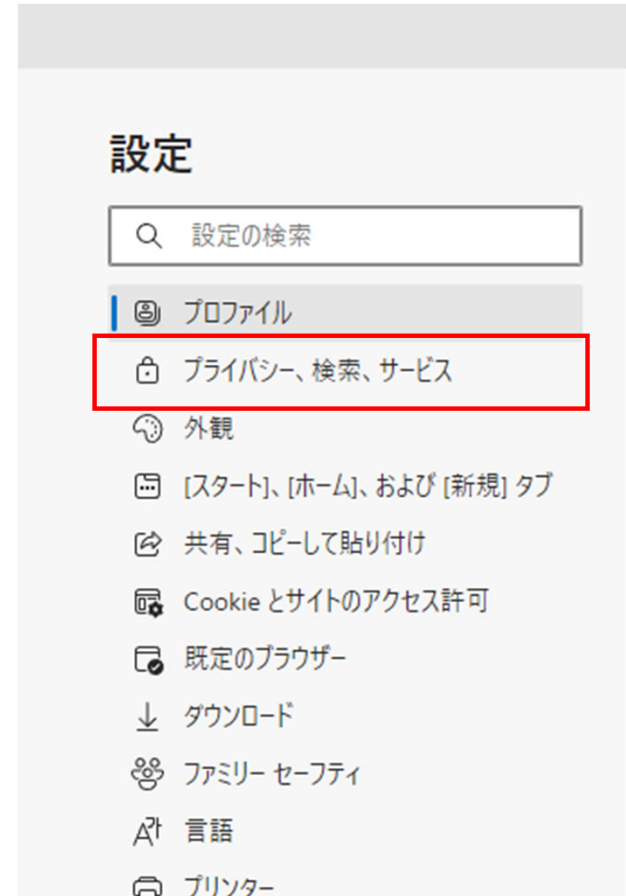 設定
設定の検索
プロファイル
プライバシー、検索、サービス
外観
[スタート]、[ホーム]、および [新規] タブ
共有、コピーして貼り付け
Cookie とサイトのアクセス許可
既定のブラウザー
ダウンロード
ファミリー セーフティ
言語
プリンター